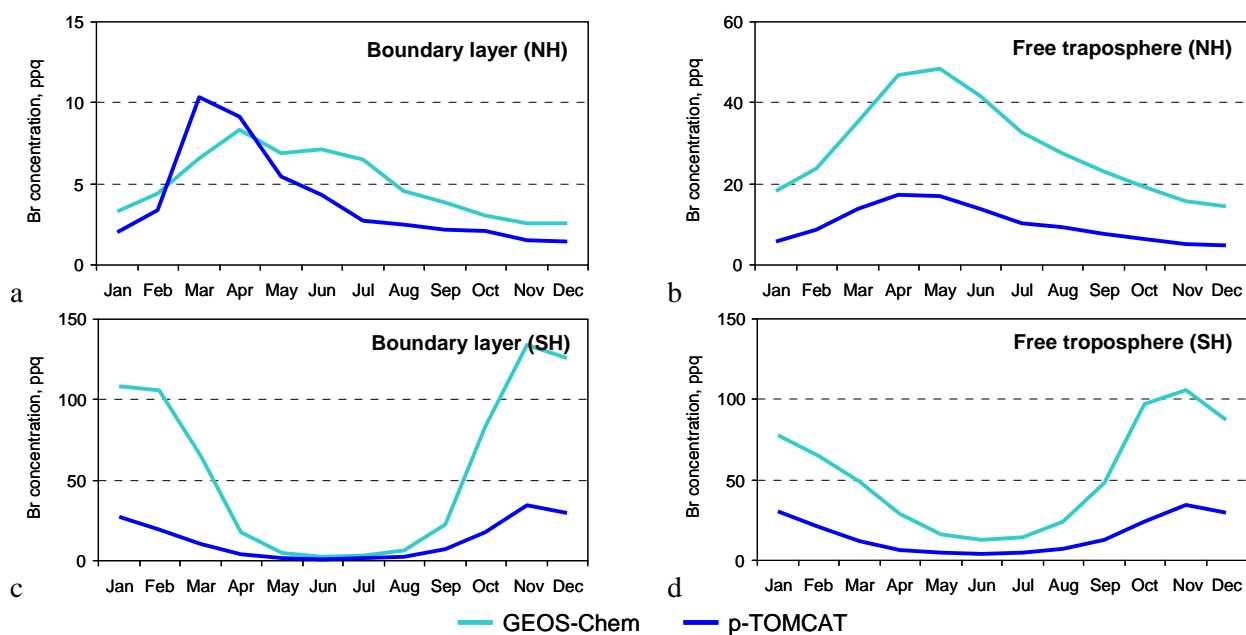 Boundary layer (NH)
Br concentration, ppq
15
10
5
0
Jan Feb Mar Apr May Jun Jul Aug Sep Oct Nov Dec
a
Free traposphere (NH)
Br concentration, ppq
60
40
20
0
Jan Feb Mar Apr May Jun Jul Aug Sep Oct Nov Dec
b
Boundary layer (SH)
Br concentration, ppq
150
100
50
0
Jan Feb Mar Apr May Jun Jul Aug Sep Oct Nov Dec
c
Free troposphere (SH)
Br concentration, ppq
150
100
50
0
Jan Feb Mar Apr May Jun Jul Aug Sep Oct Nov Dec
d
GEOS-Chem p-TOMCAT